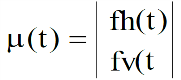 μ(t) = | fh(t) |
| fv(t